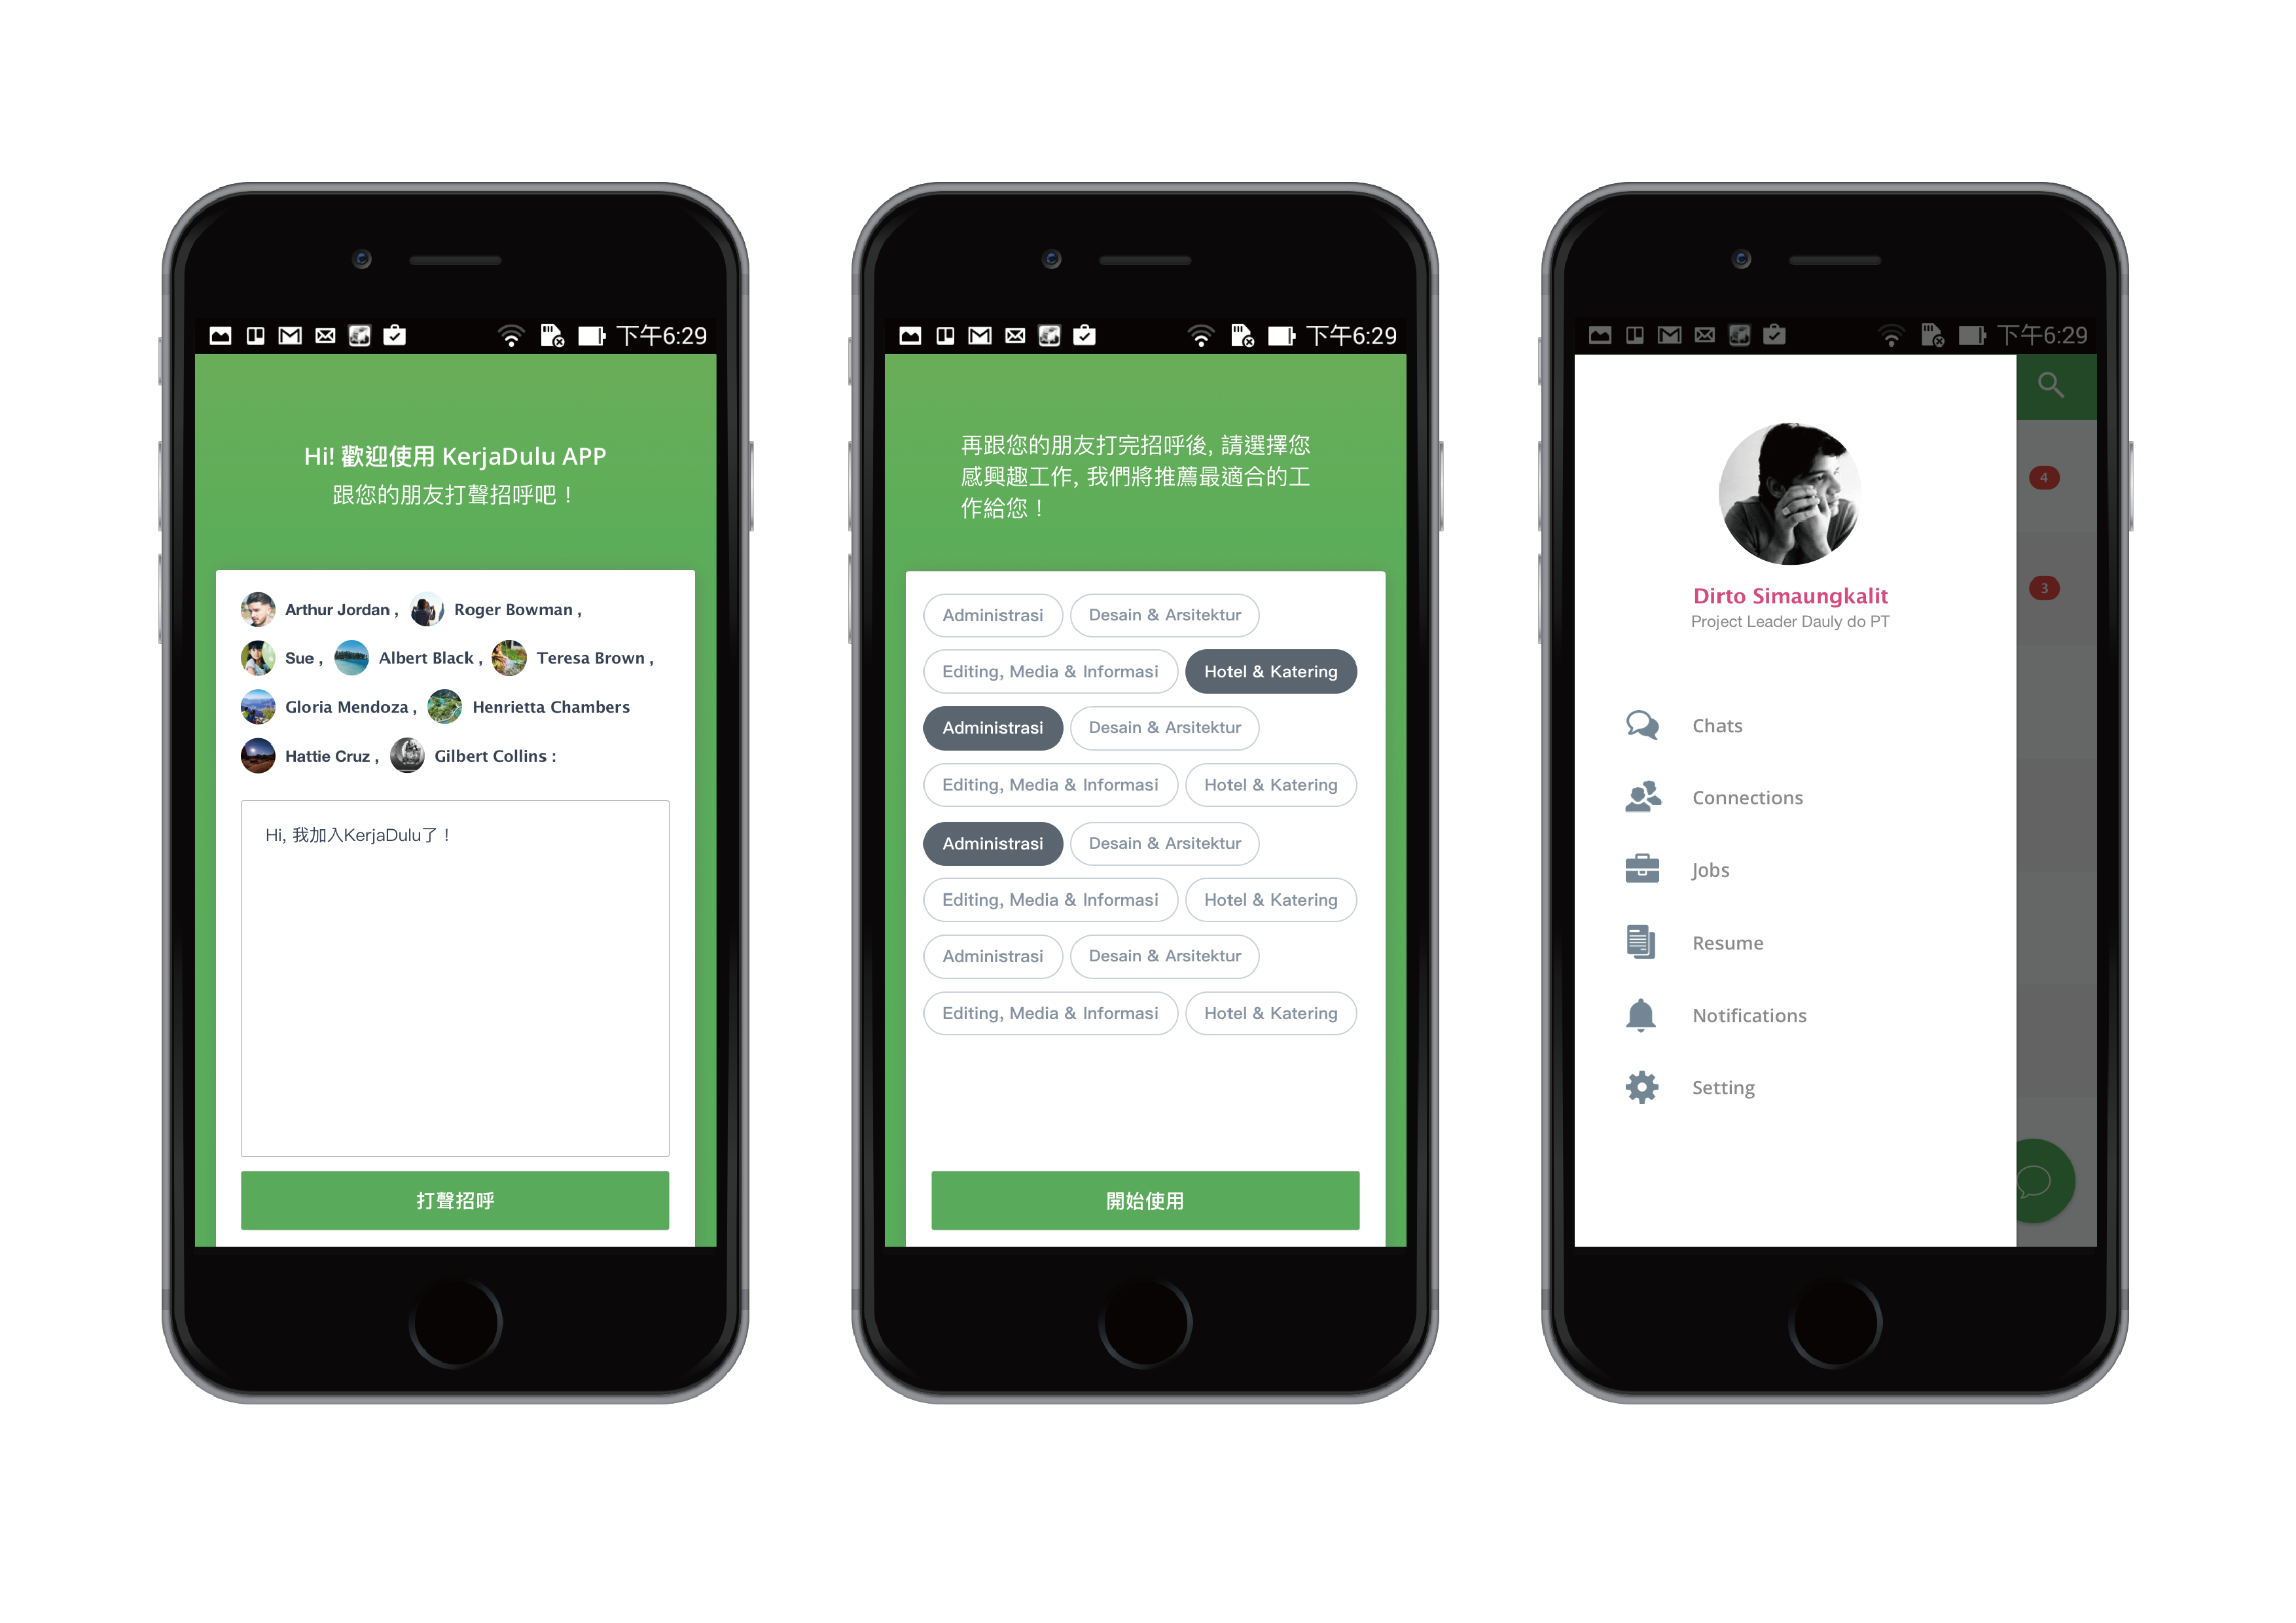 下午6:29
Hi! 歡迎使用 KerjaDulu APP
跟您的朋友打聲招呼吧！
Arthur Jordan , Roger Bowman ,
Sue , Albert Black , Teresa Brown ,
Gloria Mendoza , Henrietta Chambers
Hattie Cruz , Gilbert Collins :
Hi, 我加入KerjaDulu了！
打聲招呼
下午6:29
再跟您的朋友打完招呼後, 請選擇您
感興趣工作, 我們將推薦最適合的工
作給您！
Administrasi Desain & Arsitektur
Editing, Media & Informasi Hotel & Katering
Administrasi Desain & Arsitektur
Editing, Media & Informasi Hotel & Katering
Administrasi Desain & Arsitektur
Editing, Media & Informasi Hotel & Katering
Administrasi Desain & Arsitektur
Editing, Media & Informasi Hotel & Katering
開始使用
下午6:29
4
3
Dirto Simaungkalit
Project Leader Dauly do PT
Chats
Connections
Jobs
Resume
Notifications
Setting